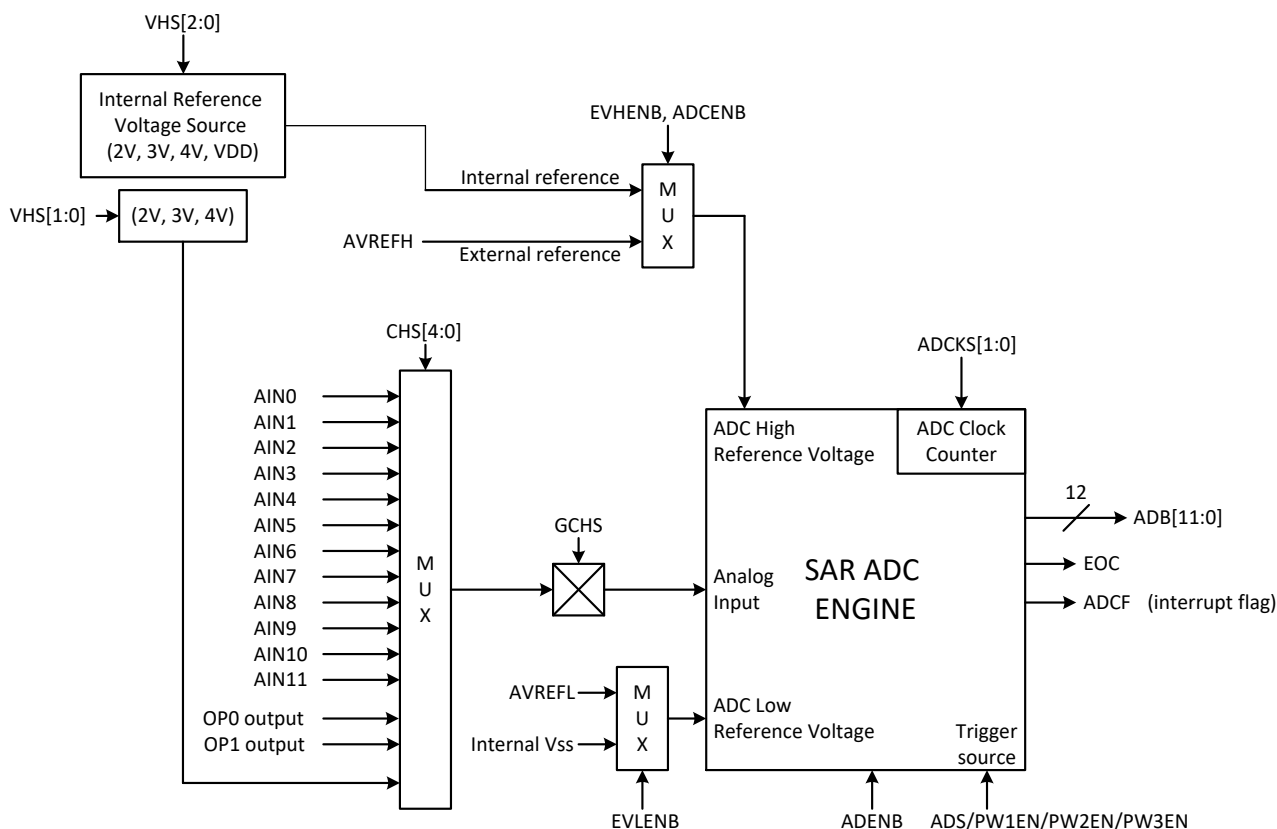 VHS[2:0]
Internal Reference
Voltage Source
(2V, 3V, 4V, VDD)
EVHENB, ADCENB
VHS[1:0]
(2V, 3V, 4V)
Internal reference
AVREFH
External reference
M
U
X
CHS[4:0]
ADCKS[1:0]
AIN0
AIN1
AIN2
AIN3
AIN4
AIN5
AIN6
AIN7
AIN8
AIN9
AIN10
AIN11
OP0 output
OP1 output
M
U
X
GCHS
ADC High
Reference Voltage
ADC Clock
Counter
Analog
Input
SAR ADC
ENGINE
12
ADB[11:0]
EOC
ADCF (interrupt flag)
AVREFL
Internal Vss
M
U
X
ADC Low
Reference Voltage
Trigger
source
EVLENB
ADENB
ADS/PW1EN/PW2EN/PW3EN